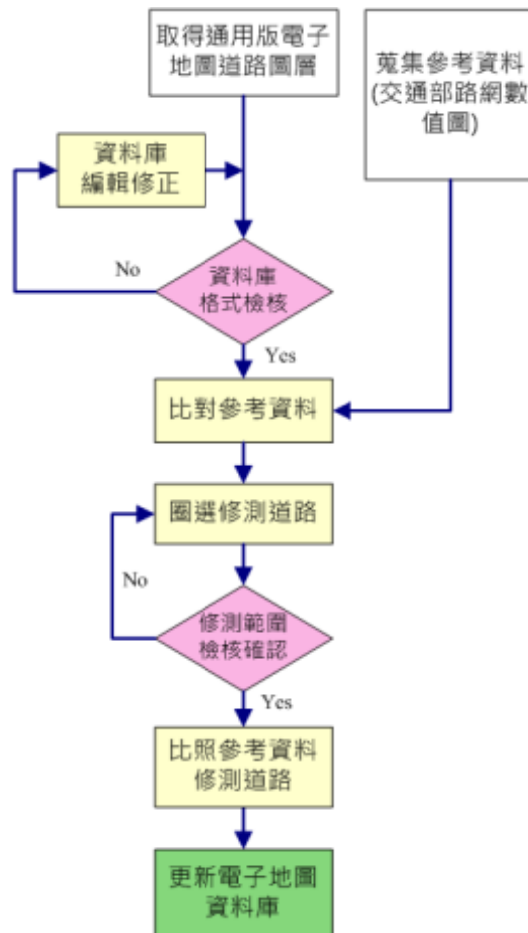 取得通用版電子
地圖道路圖層
蒐集參考資料
(交通部路網數
值圖)
資料庫
編輯修正
No
資料庫
格式檢核
Yes
比對參考資料
圈選修測道路
No
修測範圍
檢核確認
Yes
比照參考資料
修測道路
更新電子地圖
資料庫